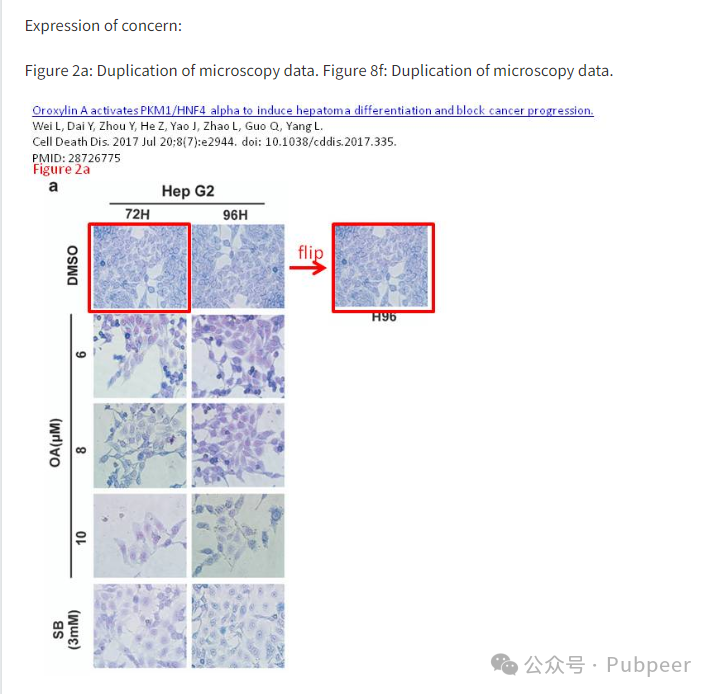 Expression of concern:
Figure 2a: Duplication of microscopy data. Figure 8f: Duplication of microscopy data.
Oroxylin A activates PKM1/HNF4 alpha to induce hepatoma differentiation and block cancer progression.
Wei L, Dai Y, Zhou Y, He Z, Yao J, Zhao L, Guo Q, Yang L.
Cell Death Dis. 2017 Jul 20;8(7):e2944. doi: 10.1038/cddis.2017.335.
PMID: 28726775
Figure 2a
a
Hep G2
72H 96H
DMSO
flip
H96
OA(μM)
6
8
10
SB
(3mM)
公众号 · Pubpeer